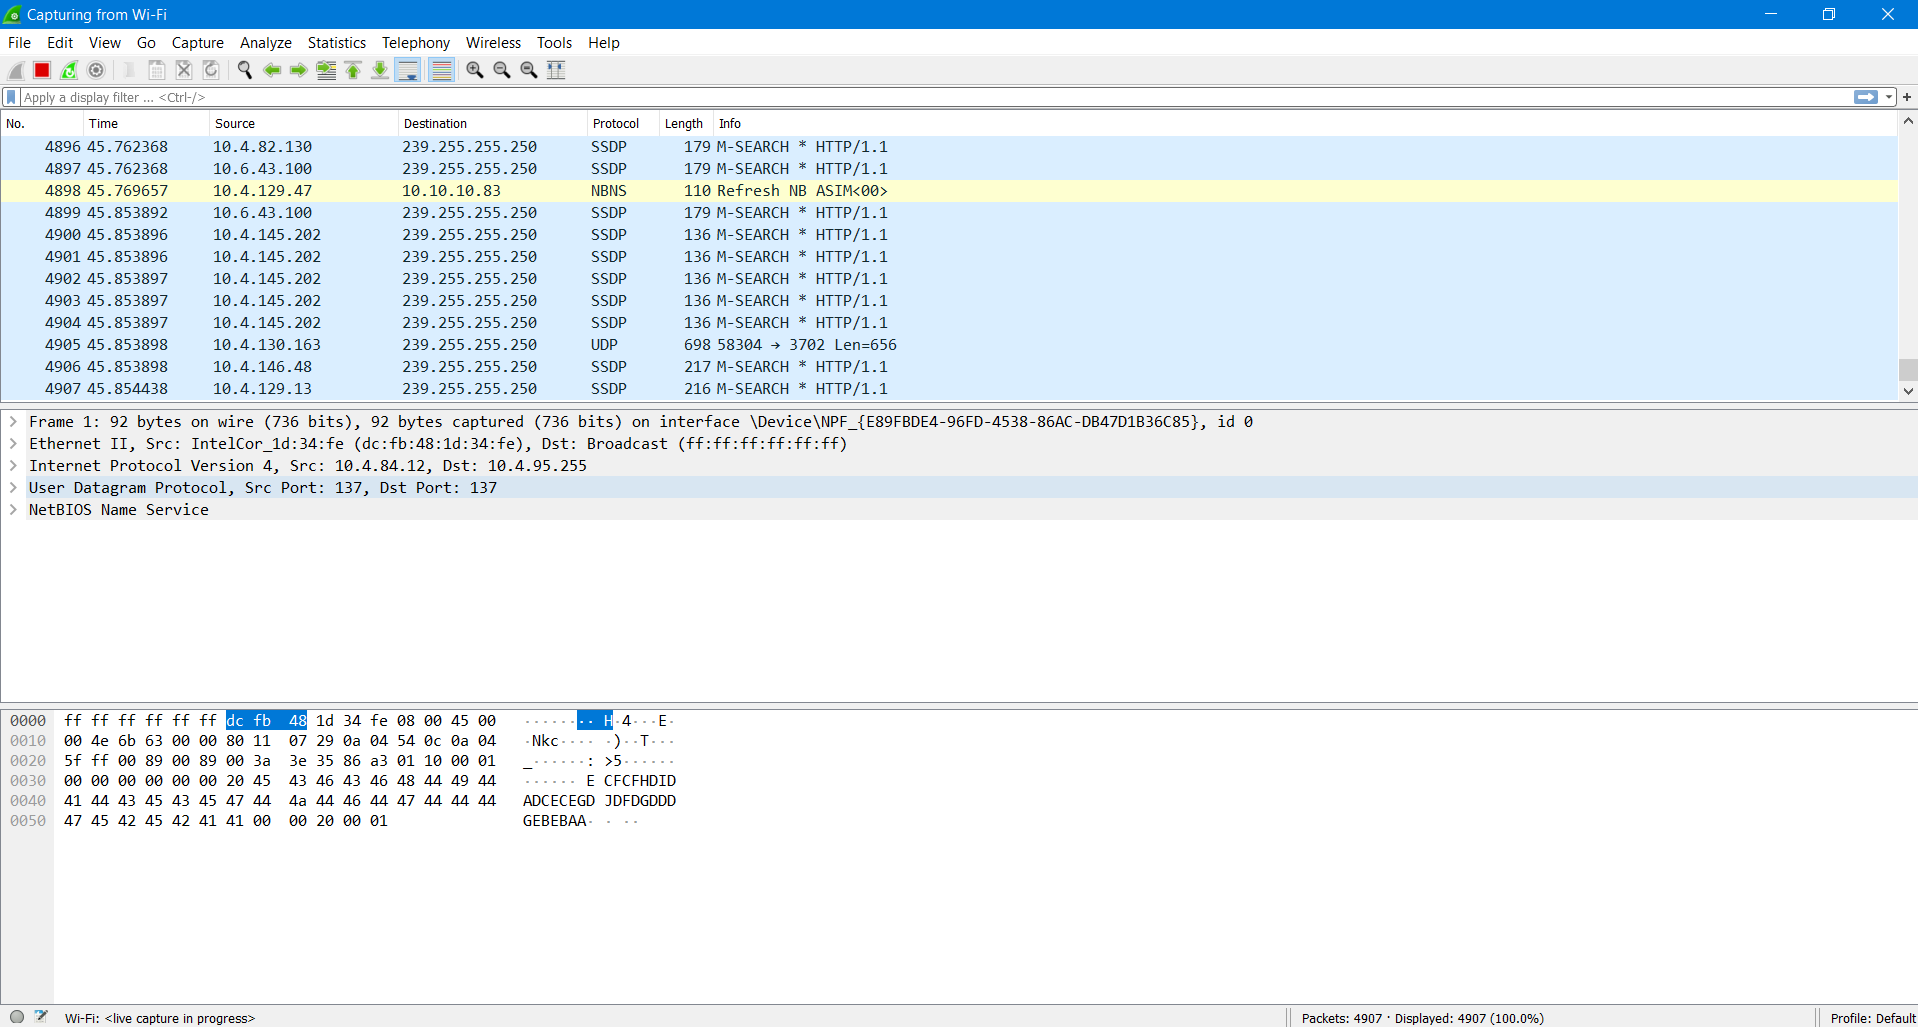 Capturing from Wi-Fi
File Edit View Go Capture Analyze Statistics Telephony Wireless Tools Help
Apply a display filter ... <Ctrl-/>
No. Time Source Destination Protocol Length Info
4896 45.762368 10.4.82.130 239.255.255.250 SSDP 179 M-SEARCH * HTTP/1.1
4897 45.762368 10.6.43.100 239.255.255.250 SSDP 179 M-SEARCH * HTTP/1.1
4898 45.769657 10.4.129.47 10.10.10.83 NBNS 110 Refresh NB ASIM<00>
4899 45.853892 10.6.43.100 239.255.255.250 SSDP 179 M-SEARCH * HTTP/1.1
4900 45.853896 10.4.145.202 239.255.255.250 SSDP 136 M-SEARCH * HTTP/1.1
4901 45.853896 10.4.145.202 239.255.255.250 SSDP 136 M-SEARCH * HTTP/1.1
4902 45.853897 10.4.145.202 239.255.255.250 SSDP 136 M-SEARCH * HTTP/1.1
4903 45.853897 10.4.145.202 239.255.255.250 SSDP 136 M-SEARCH * HTTP/1.1
4904 45.853897 10.4.145.202 239.255.255.250 SSDP 136 M-SEARCH * HTTP/1.1
4905 45.853898 10.4.130.163 239.255.255.250 UDP 698 58304 → 3702 Len=656
4906 45.853898 10.4.146.48 239.255.255.250 SSDP 217 M-SEARCH * HTTP/1.1
4907 45.854438 10.4.129.13 239.255.255.250 SSDP 216 M-SEARCH * HTTP/1.1
Frame 1: 92 bytes on wire (736 bits), 92 bytes captured (736 bits) on interface \Device\NPF_{E89FBDE4-96FD-4538-86AC-DB47D1B36C85}, id 0
Ethernet II, Src: IntelCor_1d:34:fe (dc:fb:48:1d:34:fe), Dst: Broadcast (ff:ff:ff:ff:ff:ff)
Internet Protocol Version 4, Src: 10.4.84.12, Dst: 10.4.95.255
User Datagram Protocol, Src Port: 137, Dst Port: 137
NetBIOS Name Service
0000 ff ff ff ff ff ff dc fb 48 1d 34 fe 08 00 45 00 ········ H·4···E·
0010 00 4e 6b 63 00 00 80 11 07 29 0a 04 54 0c 0a 04 ·Nkc···· ·)··T···
0020 5f ff 00 89 00 89 00 3a 3e 35 86 a3 01 10 00 01 _······: >5······
0030 00 00 00 00 00 00 20 45 43 46 43 46 48 44 49 44 ······ E CFCFHDID
0040 41 44 43 45 43 45 47 44 4a 44 46 44 47 44 44 44 ADCECEGD JDFDGDDD
0050 47 45 42 45 42 41 41 00 00 20 00 01 GEBEBAA· · ··
Wi-Fi: <live capture in progress> Packets: 4907 · Displayed: 4907 (100.0%) Profile: Default